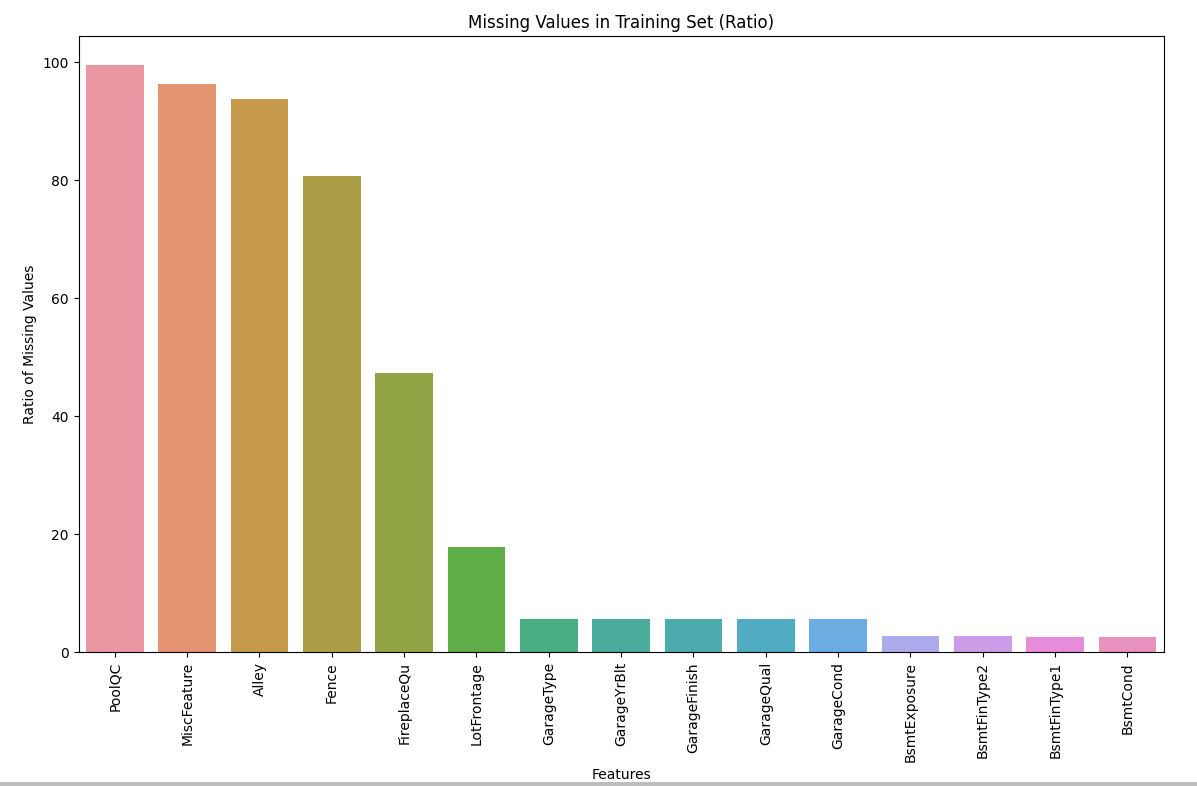 Missing Values in Training Set (Ratio)
Ratio of Missing Values
100
80
60
40
20
0
PoolQC
MiscFeature
Alley
Fence
FireplaceQu
LotFrontage
GarageType
GarageYrBlt
GarageFinish
GarageQual
GarageCond
BsmtExposure
BsmtFinType2
BsmtFinType1
BsmtCond
Features